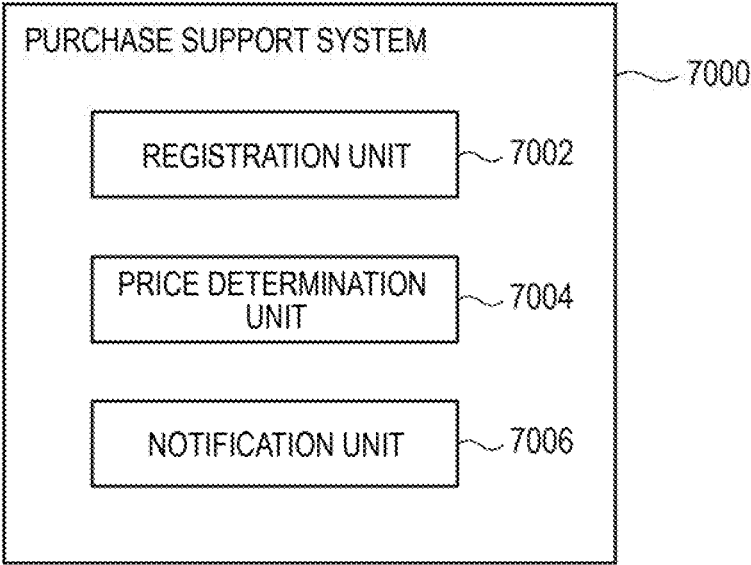 PURCHASE SUPPORT SYSTEM
7000
REGISTRATION UNIT
7002
PRICE DETERMINATION
UNIT
7004
NOTIFICATION UNIT
7006